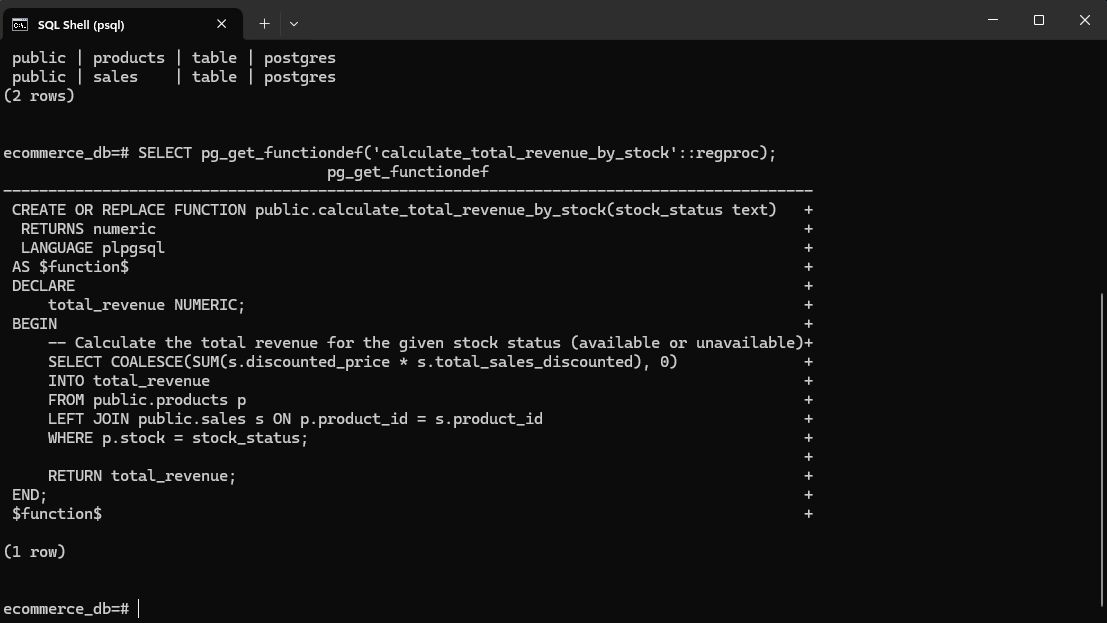 SQL Shell (psql)
 public | products | table | postgres
 public | sales    | table | postgres
(2 rows)
ecommerce_db=# SELECT pg_get_functiondef('calculate_total_revenue_by_stock'::regproc);
                                    pg_get_functiondef
------------------------------------------------------------------------------------------
 CREATE OR REPLACE FUNCTION public.calculate_total_revenue_by_stock(stock_status text)   +
  RETURNS numeric                                                                        +
  LANGUAGE plpgsql                                                                       +
 AS $function$                                                                           +
 DECLARE                                                                                 +
     total_revenue NUMERIC;                                                              +
 BEGIN                                                                                   +
     -- Calculate the total revenue for the given stock status (available or unavailable)+
     SELECT COALESCE(SUM(s.discounted_price * s.total_sales_discounted), 0)              +
     INTO total_revenue                                                                  +
     FROM public.products p                                                              +
     LEFT JOIN public.sales s ON p.product_id = s.product_id                             +
     WHERE p.stock = stock_status;                                                       +
                                                                                         +
     RETURN total_revenue;                                                               +
 END;                                                                                    +
 $function$                                                                              +
(1 row)
ecommerce_db=#